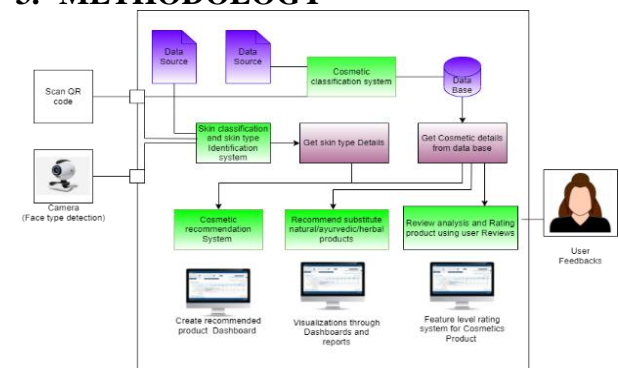 3. METHODOLOGY
Data
Source
Data
Source
Cosmetic
classification system
Data
Base
Scan QR
code
Skin classification
and skin type
Identification
system
Get skin type Details
Get Cosmetic details
from data base
Camera
(Face type detection)
Cosmetic
recommendation
System
Recommend substitute
natural/ayurvedic/herbal
products
Review analysis and Rating
product using user Reviews
User
Feedbacks
Create recommended
product Dashboard
Visualizations through
Dashboards and
reports
Feature level rating
system for Cosmetics
Product